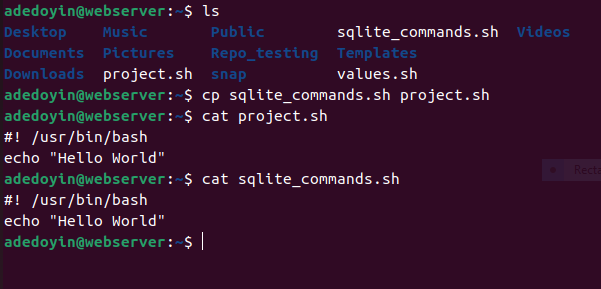 adedoyin@webserver:~$ ls
Desktop Music Public sqlite_commands.sh Videos
Documents Pictures Repo_testing Templates
Downloads project.sh snap values.sh
adedoyin@webserver:~$ cp sqlite_commands.sh project.sh
adedoyin@webserver:~$ cat project.sh
#! /usr/bin/bash
echo "Hello World"
adedoyin@webserver:~$ cat sqlite_commands.sh
#! /usr/bin/bash
echo "Hello World"
adedoyin@webserver:~$